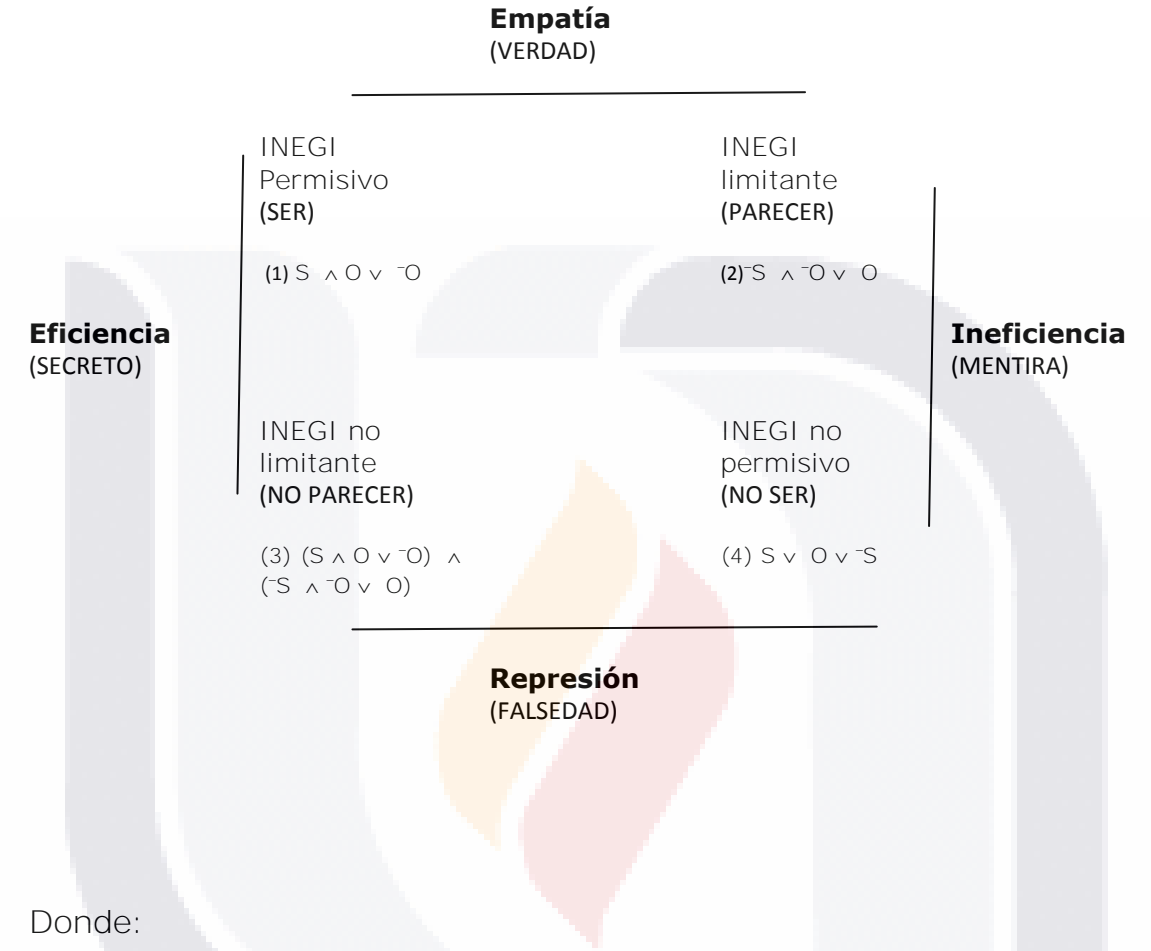 Empatía
(VERDAD)
INEGI
Permisivo
(SER)
(1) S ∧ O ∨ ¯O
INEGI
limitante
(PARECER)
(2)¯S ∧ ¯O ∨ O
Eficiencia
(SECRETO)
Ineficiencia
(MENTIRA)
INEGI no
limitante
(NO PARECER)
(3) (S ∧ O ∨ ¯O) ∧
(¯S ∧ ¯O ∨ O)
INEGI no
permisivo
(NO SER)
(4) S ∨ O ∨ ¯S
Represión
(FALSEDAD)
Donde: